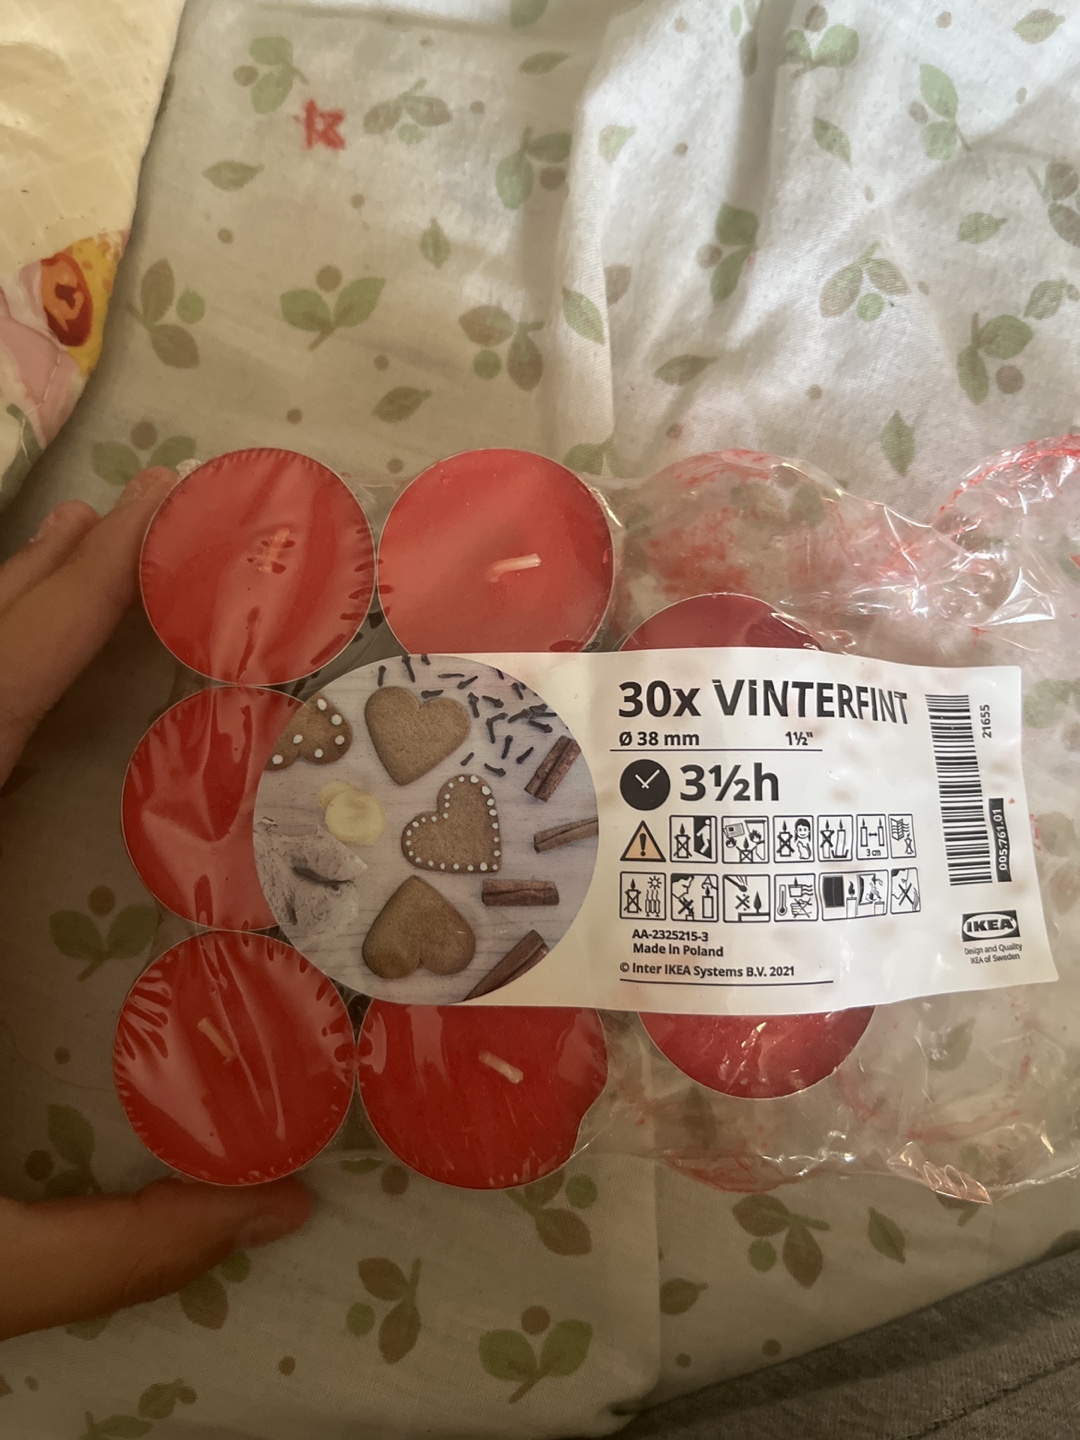 30x VINTERFINT
Ø 38 mm 1½"
3½h
3 cm
AA-2325215-3
Made in Poland
© Inter IKEA Systems B.V. 2021
21655
005.761.01
IKEA
Design and Quality
IKEA of Sweden